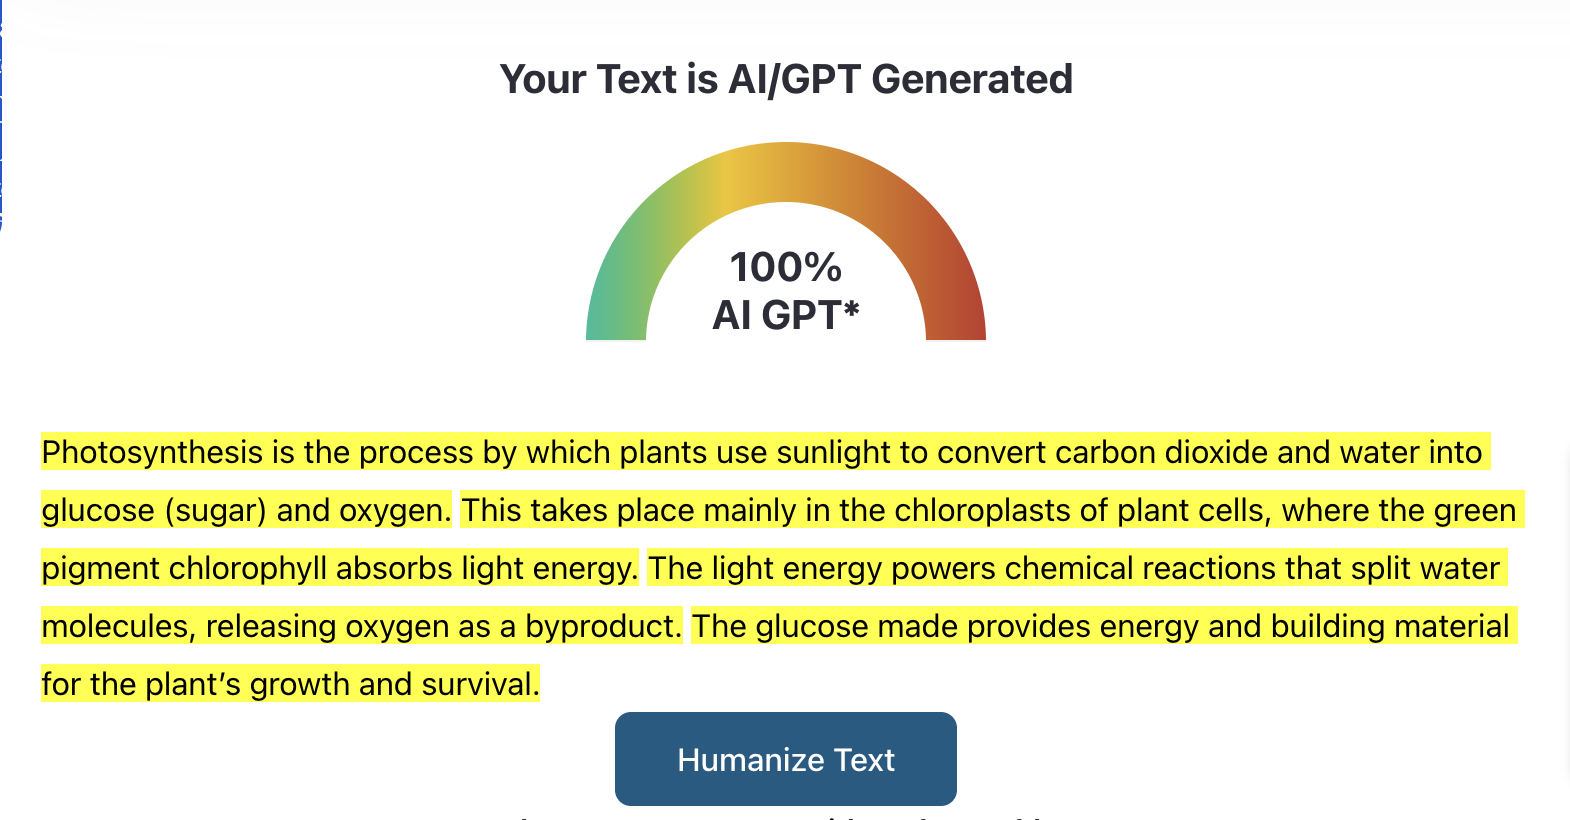 Your Text is AI/GPT Generated
100%
AI GPT*
Photosynthesis is the process by which plants use sunlight to convert carbon dioxide and water into
glucose (sugar) and oxygen. This takes place mainly in the chloroplasts of plant cells, where the green
pigment chlorophyll absorbs light energy. The light energy powers chemical reactions that split water
molecules, releasing oxygen as a byproduct. The glucose made provides energy and building material
for the plant’s growth and survival.
Humanize Text